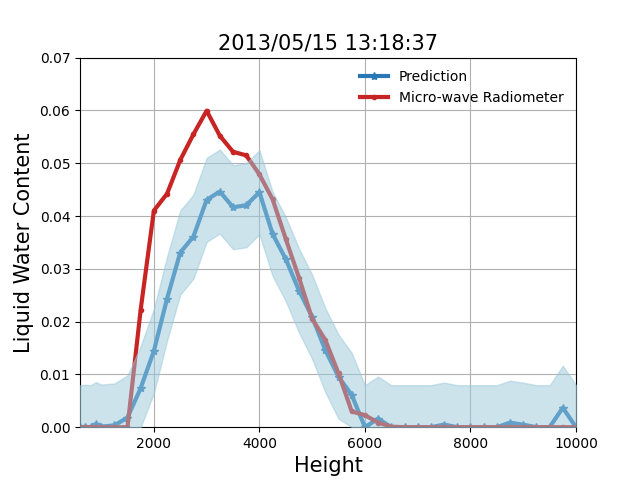 2013/05/15 13:18:37
0.07
0.06
0.05
0.04
0.03
0.02
0.01
0.00
Liquid Water Content
Prediction
Micro-wave Radiometer
2000 4000 6000 8000 10000
Height